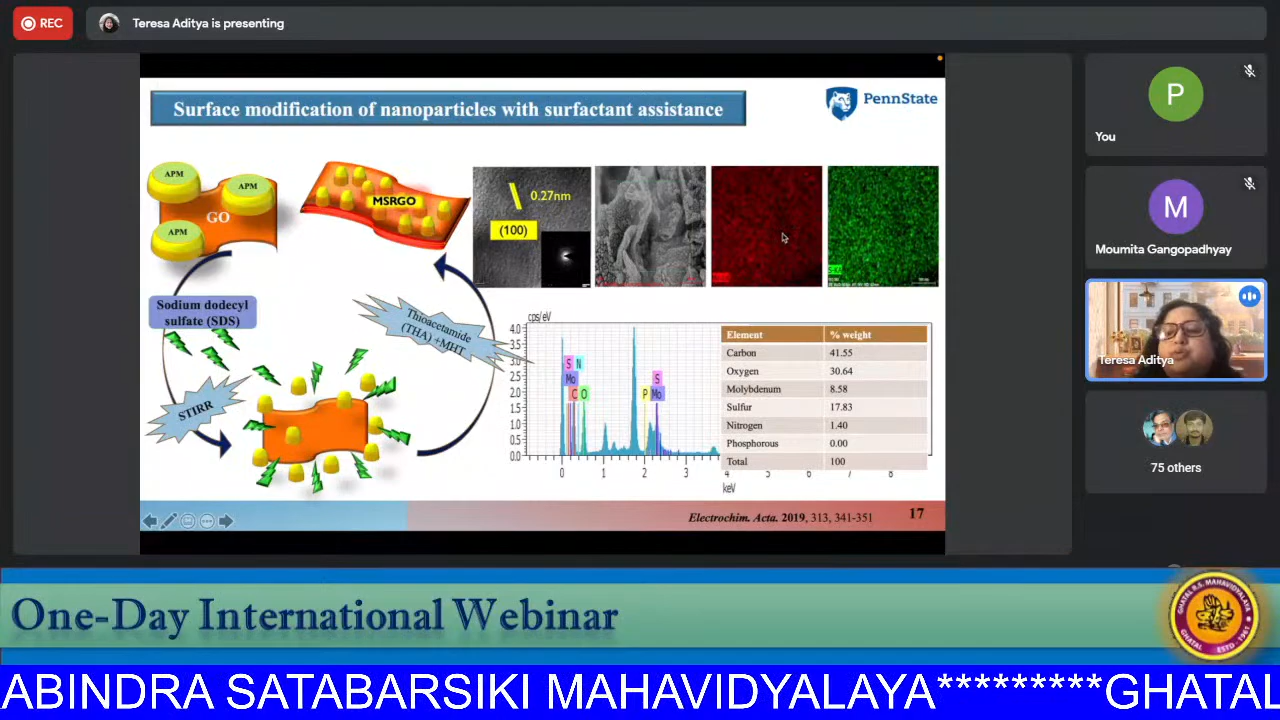 REC
Teresa Aditya is presenting
Surface modification of nanoparticles with surfactant assistance
PennState
APM
APM
APM
GO
MSRGO
0.27nm
(100)
Sodium dodecyl
sulfate (SDS)
Thioacetamide
(THA) +MHT
STIRR
cps/eV
4.0
3.5
3.0
2.5
2.0
1.5
1.0
0.5
0.0
S N
Mo
C O
S
P Mo
0 1 2 3 4 5 6 7 8
keV
Element % weight
Carbon 41.55
Oxygen 30.64
Molybdenum 8.58
Sulfur 17.83
Nitrogen 1.40
Phosphorous 0.00
Total 100
Electrochim. Acta. 2019, 313, 341-351
17
P
You
M
Moumita Gangopadhyay
Teresa Aditya
75 others
One-Day International Webinar
GHATAL R.S. MAHAVIDYALAYA
GHATAL ESTD-1961
ABINDRA SATABARSIKI MAHAVIDYALAYA*********GHATAL